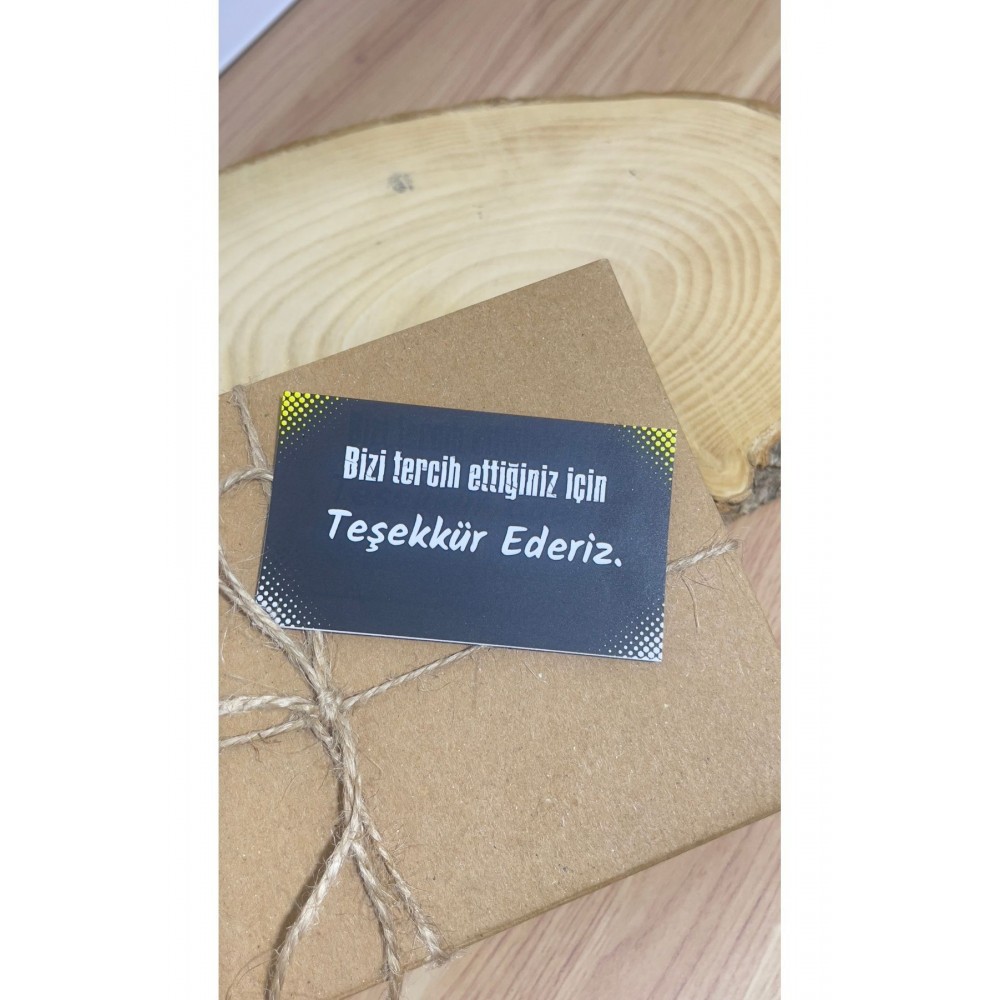 Bizi tercih ettiğiniz için
Teşekkür Ederiz.